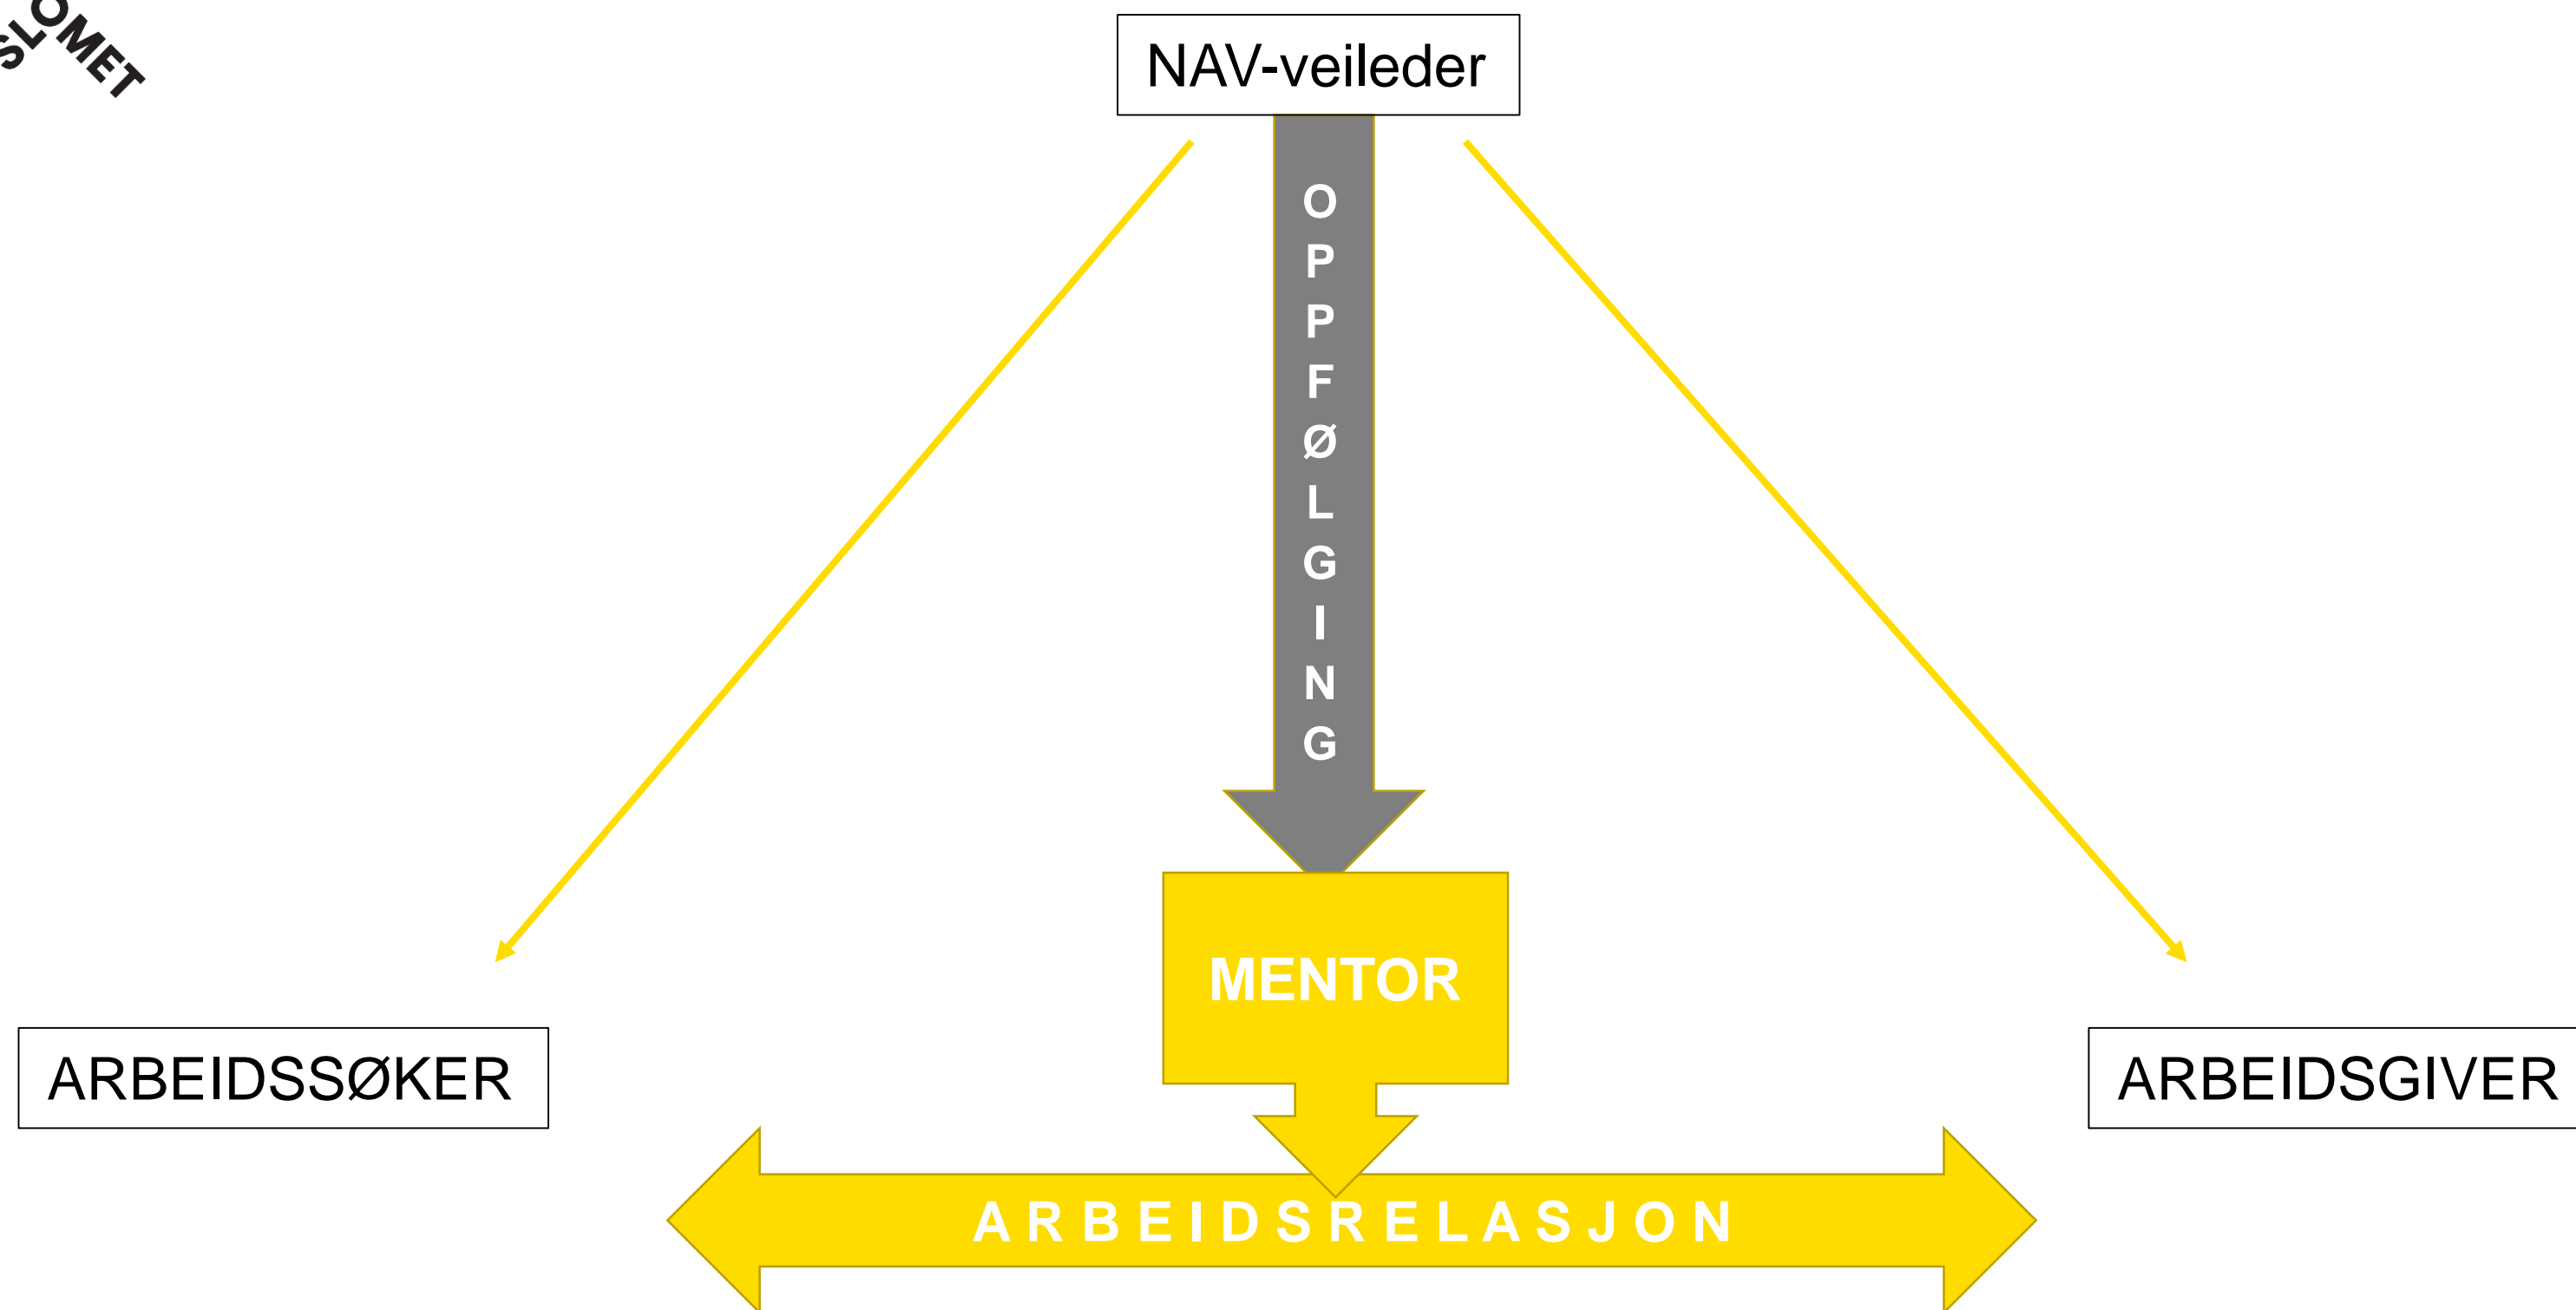 SLOMET
NAV-veileder
OPPFØLGING
MENTOR
ARBEIDSSØKER
ARBEIDSGIVER
ARBEIDSRELASJON